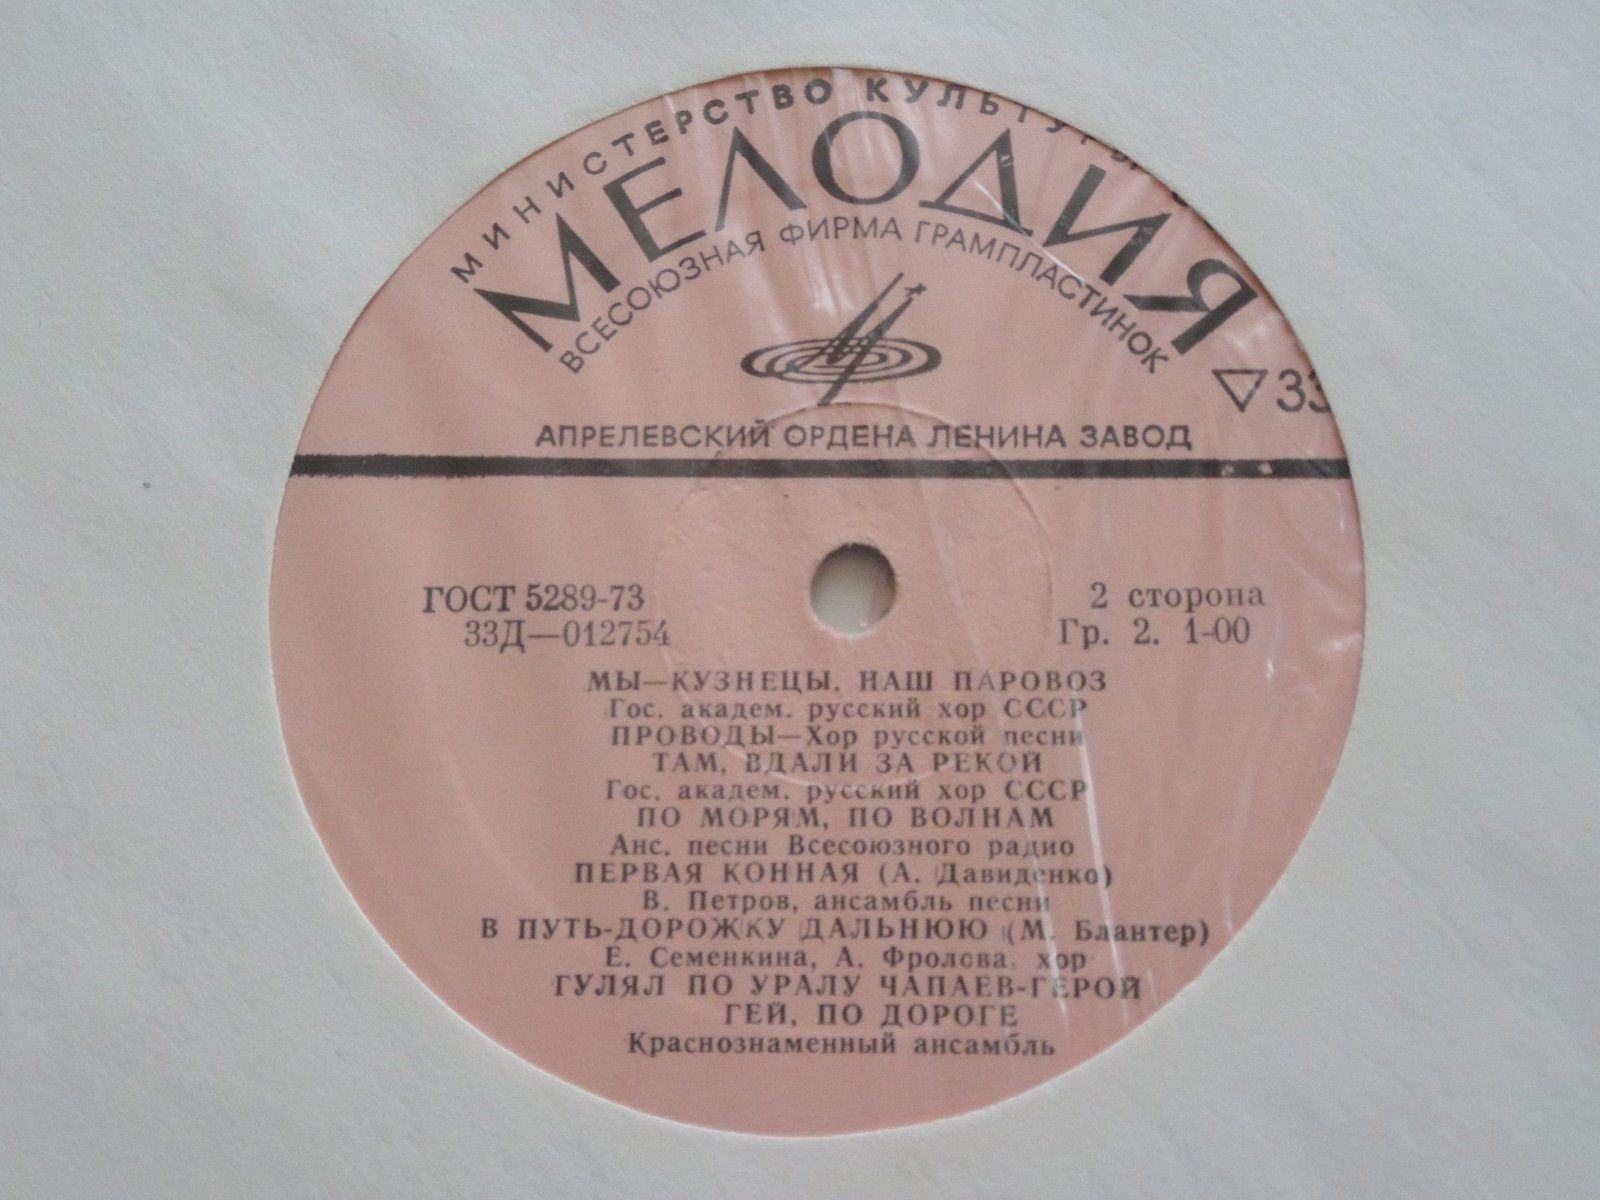 МИНИСТЕРСТВО КУЛЬТУРЫ
МЕЛОДИЯ
ВСЕСОЮЗНАЯ ФИРМА ГРАМПЛАСТИНОК
33
АПРЕЛЕВСКИЙ ОРДЕНА ЛЕНИНА ЗАВОД
ГОСТ 5289-73
2 сторона
33Д—012754
Гр. 2. 1-00
МЫ—КУЗНЕЦЫ. НАШ ПАРОВОЗ
Гос. академ. русский хор СССР
ПРОВОДЫ—Хор русской песни
ТАМ, ВДАЛИ ЗА РЕКОЙ
Гос. академ. русский хор СССР
ПО МОРЯМ, ПО ВОЛНАМ
Анс. песни Всесоюзного радио
ПЕРВАЯ КОННАЯ (А. Давиденко)
В. Петров, ансамбль песни
В ПУТЬ-ДОРОЖКУ ДАЛЬНЮЮ (М. Блантер)
Е. Семенкина, А. Фролова, хор
ГУЛЯЛ ПО УРАЛУ ЧАПАЕВ-ГЕРОЙ
ГЕЙ, ПО ДОРОГЕ
Краснознаменный ансамбль